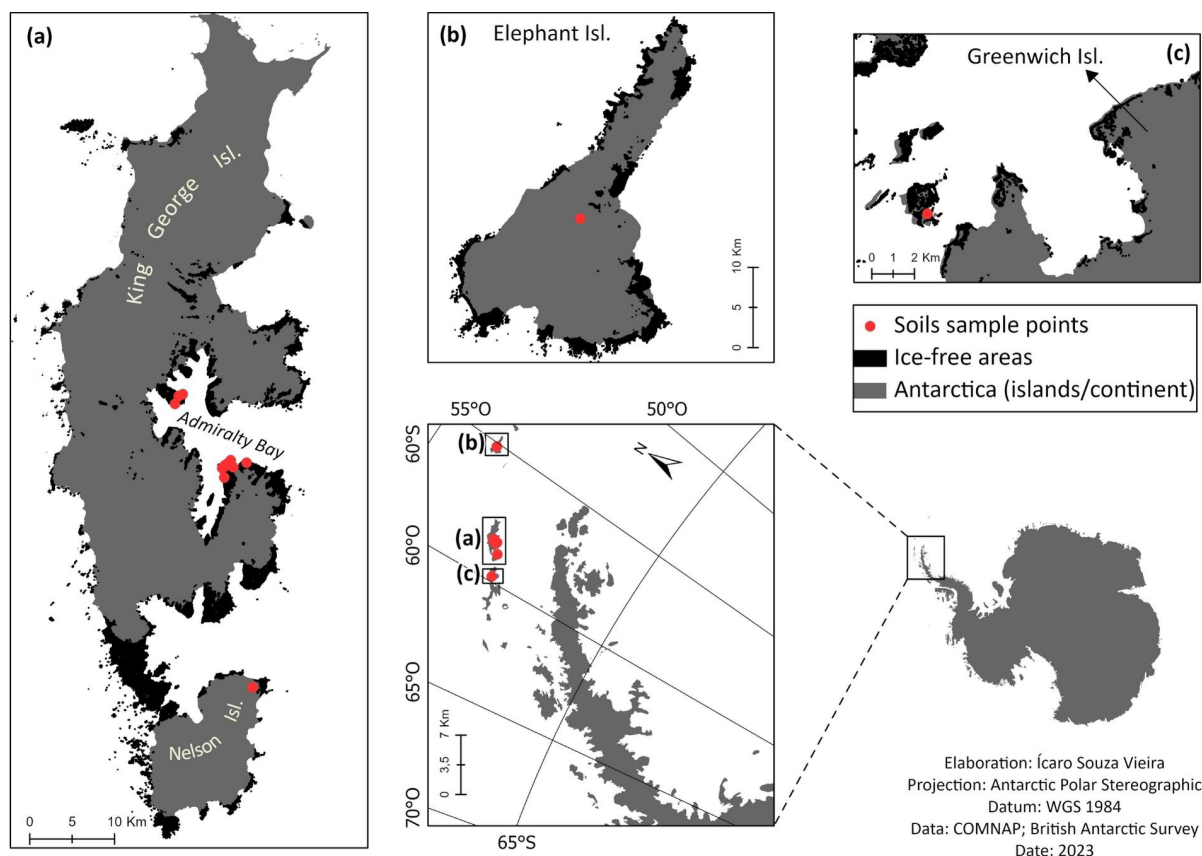 (a)
King George Isl.
Admiralty Bay
Nelson Isl.
0 5 10 Km
(b) Elephant Isl.
10 Km
5
0
(c)
Greenwich Isl.
0 1 2 Km
Soils sample points
Ice-free areas
Antarctica (islands/continent)
55°O 50°O
60°S
(b)
N
(a)
60°O
(c)
65°O
7 Km
3,5
0
70°O
65°S
Elaboration: Ícaro Souza Vieira
Projection: Antarctic Polar Stereographic
Datum: WGS 1984
Data: COMNAP; British Antarctic Survey
Date: 2023